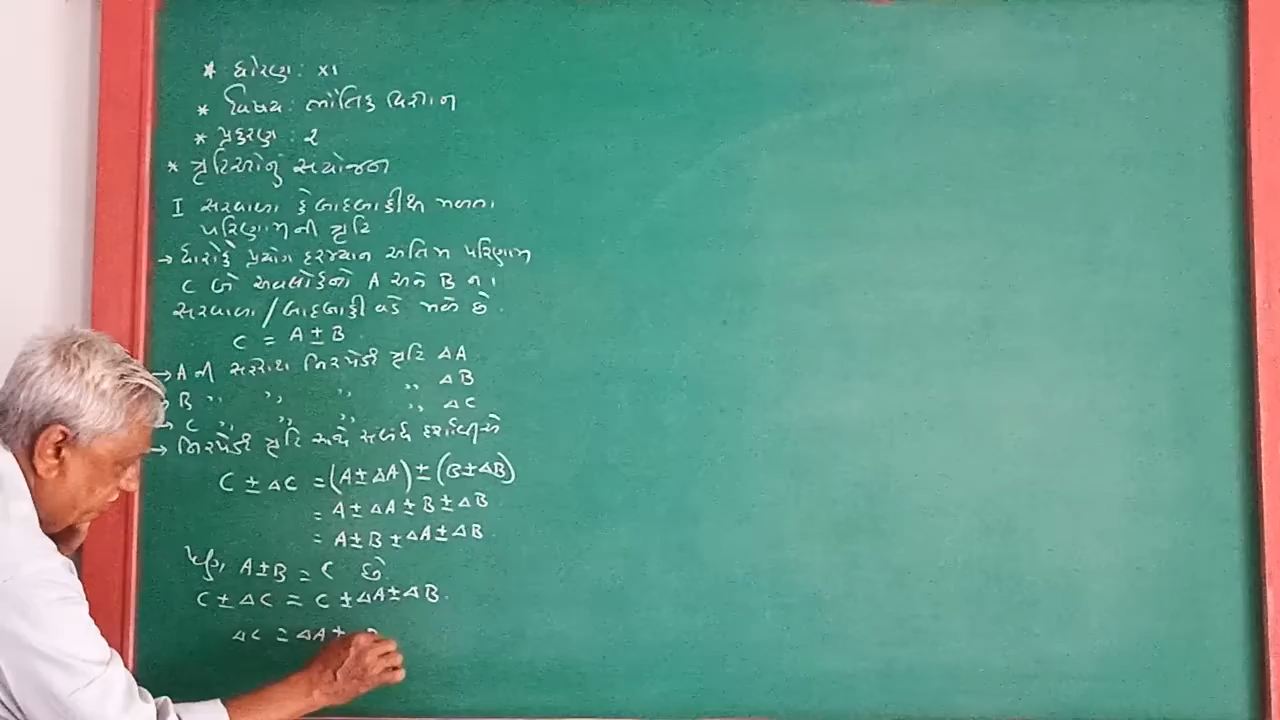 * ધોરણ : XI
* વિષય : ભૌતિક વિજ્ઞાન
* પ્રકરણ : ૨
* ત્રુટિઓનું સંયોજન
I સરવાળા કે બાદબાકીથી મળતા
પરિણામની ત્રુટિ
→ ધારોકે પ્રયોગ દરમ્યાન અંતિમ પરિણામ
C બે અવલોકનો A અને B ના
સરવાળા / બાદબાકી વડે મળે છે.
C = A ± B
→ A ની નિરપેક્ષ ત્રુટિ ΔA
→ B ,, ,, ,, ,, ΔB
→ C ,, ,, ,, ,, ΔC
→ નિરપેક્ષ ત્રુટિ સાથે સંબંધ દર્શાવીએ
C ± ΔC = (A ± ΔA) ± (B ± ΔB)
= A ± ΔA ± B ± ΔB
= A ± B ± ΔA ± ΔB
પણ, A ± B = C છે
C ± ΔC = C ± ΔA ± ΔB.
ΔC = ΔA ±